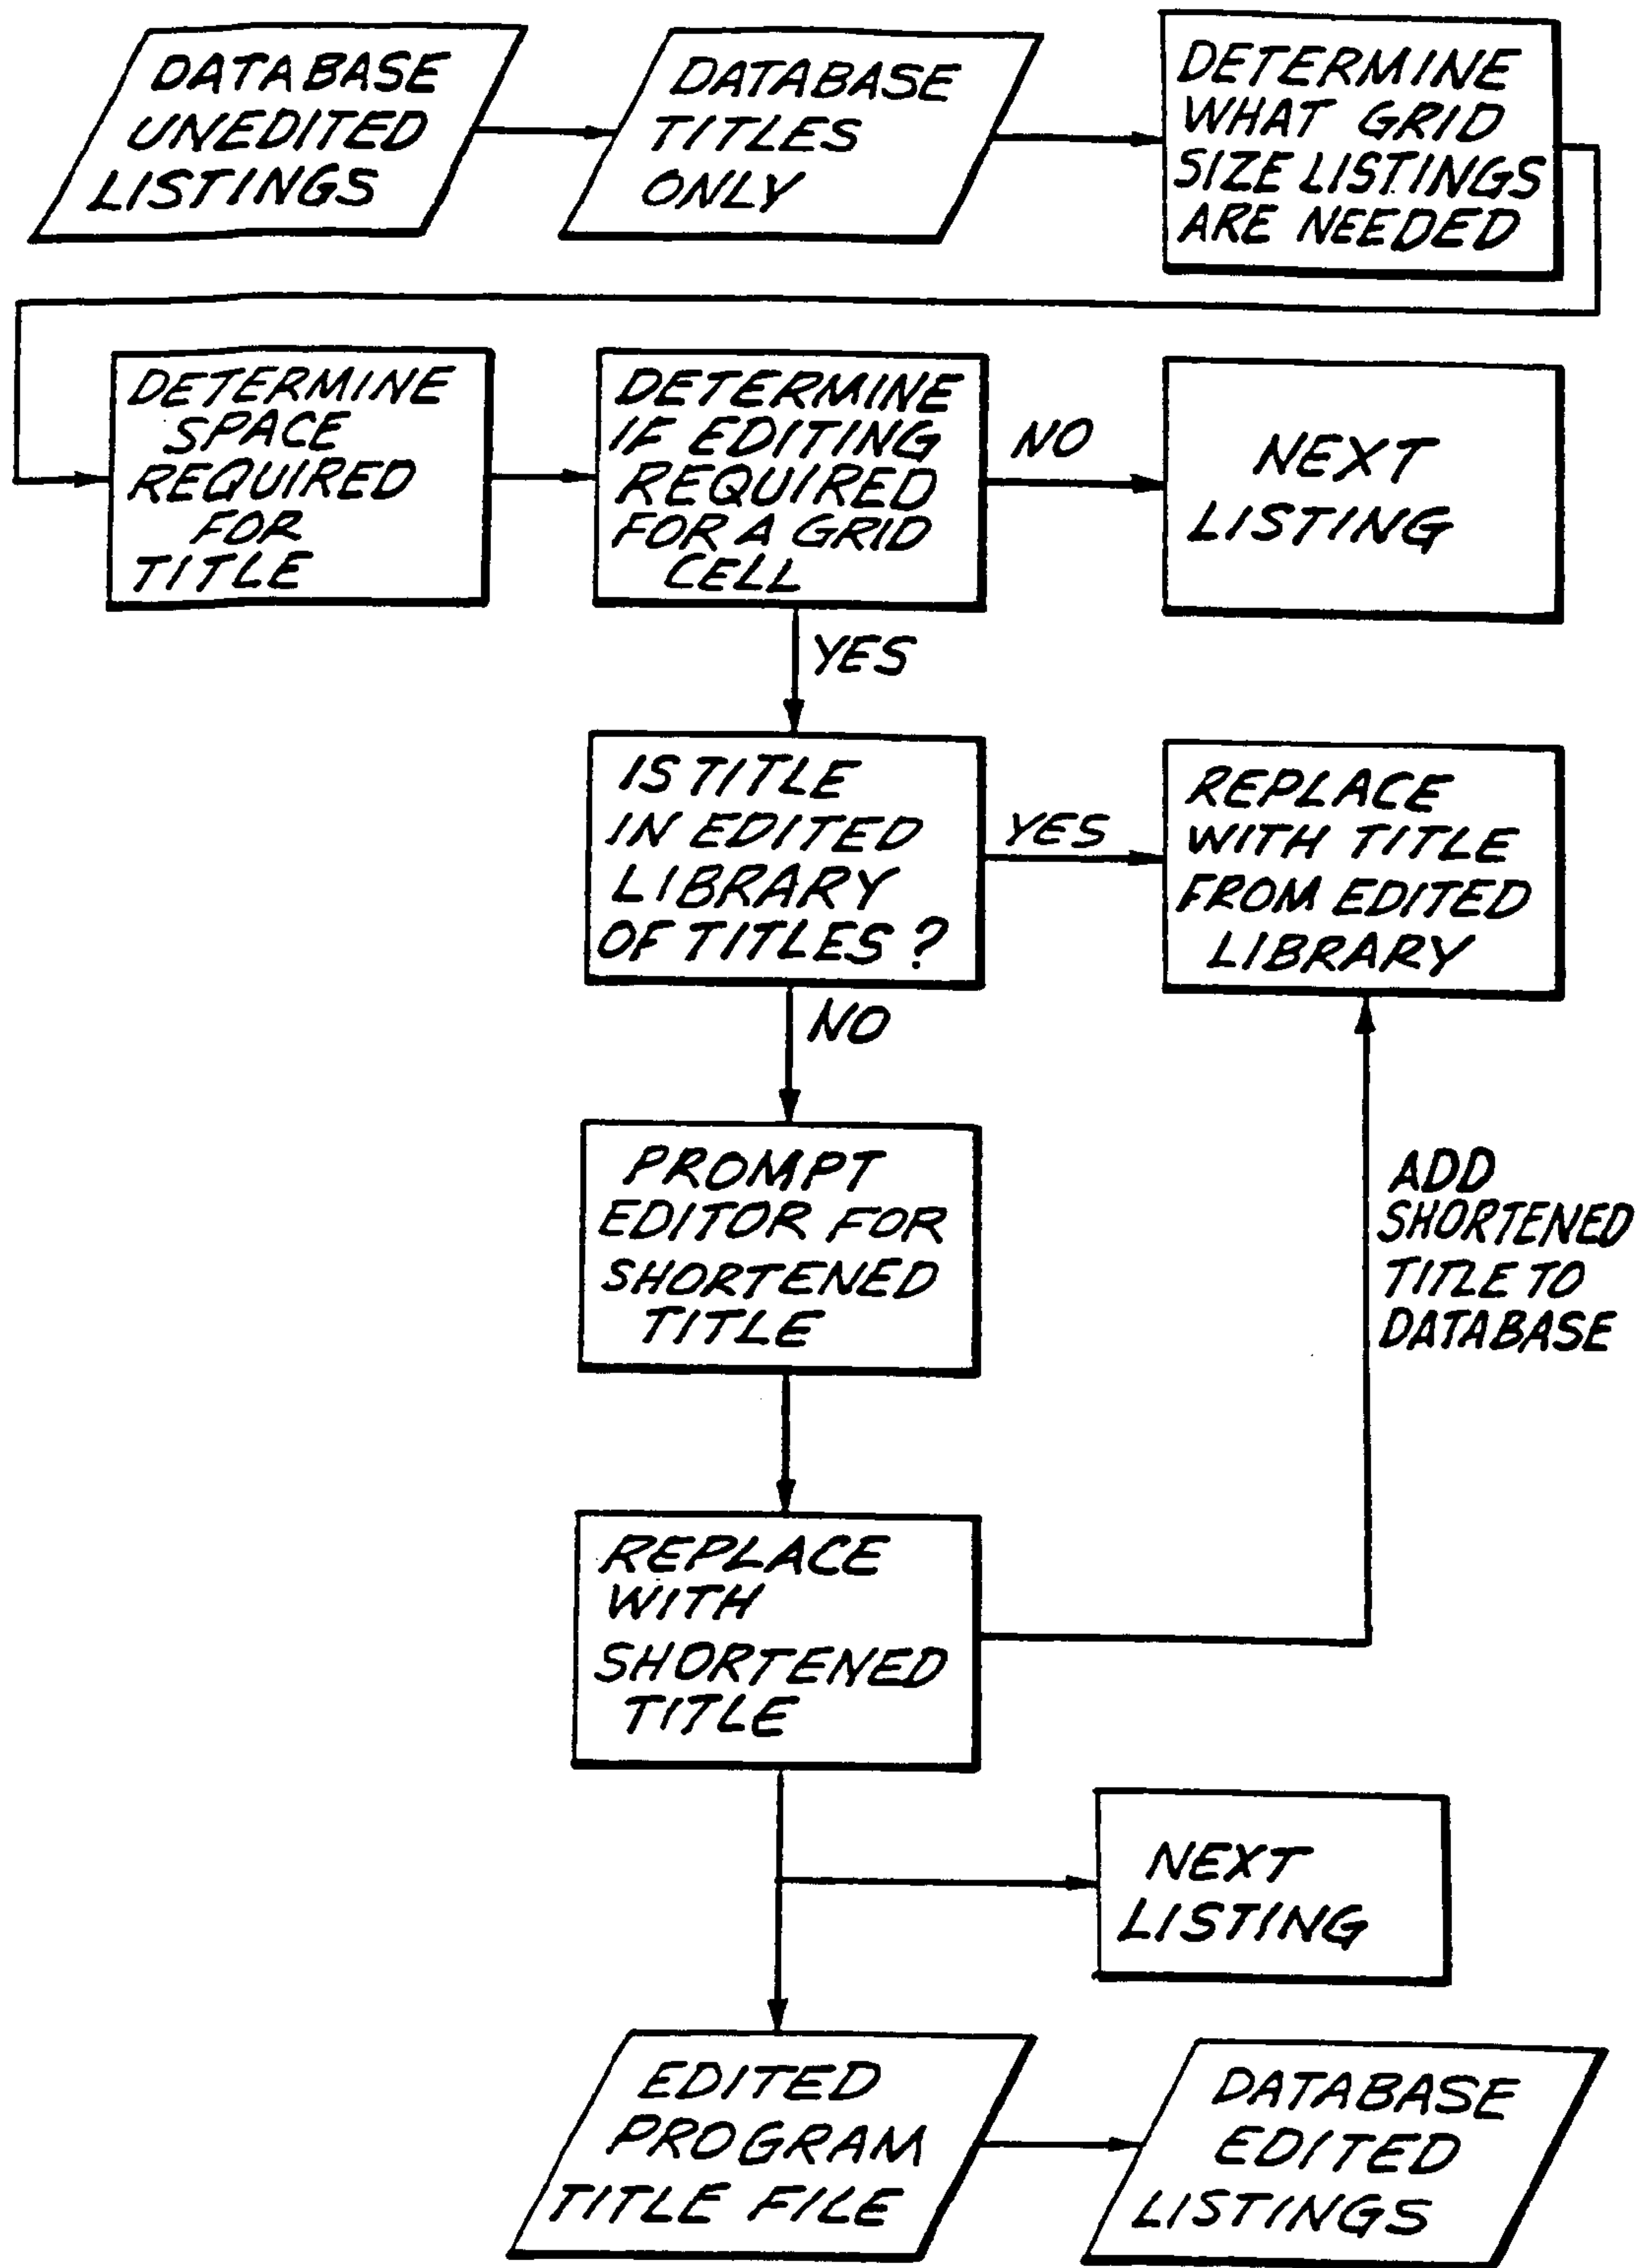 DATABASE
UNEDITED
LISTINGS
DATABASE
TITLES
ONLY
DETERMINE
WHAT GRID
SIZE LISTINGS
ARE NEEDED
DETERMINE
SPACE
REQUIRED
FOR
TITLE
DETERMINE
IF EDITING
REQUIRED
FOR A GRID
CELL
NO
NEXT
LISTING
YES
IS TITLE
IN EDITED
LIBRARY
OF TITLES?
YES
REPLACE
WITH TITLE
FROM EDITED
LIBRARY
NO
PROMPT
EDITOR FOR
SHORTENED
TITLE
ADD
SHORTENED
TITLE TO
DATABASE
REPLACE
WITH
SHORTENED
TITLE
NEXT
LISTING
EDITED
PROGRAM
TITLE FILE
DATABASE
EDITED
LISTINGS